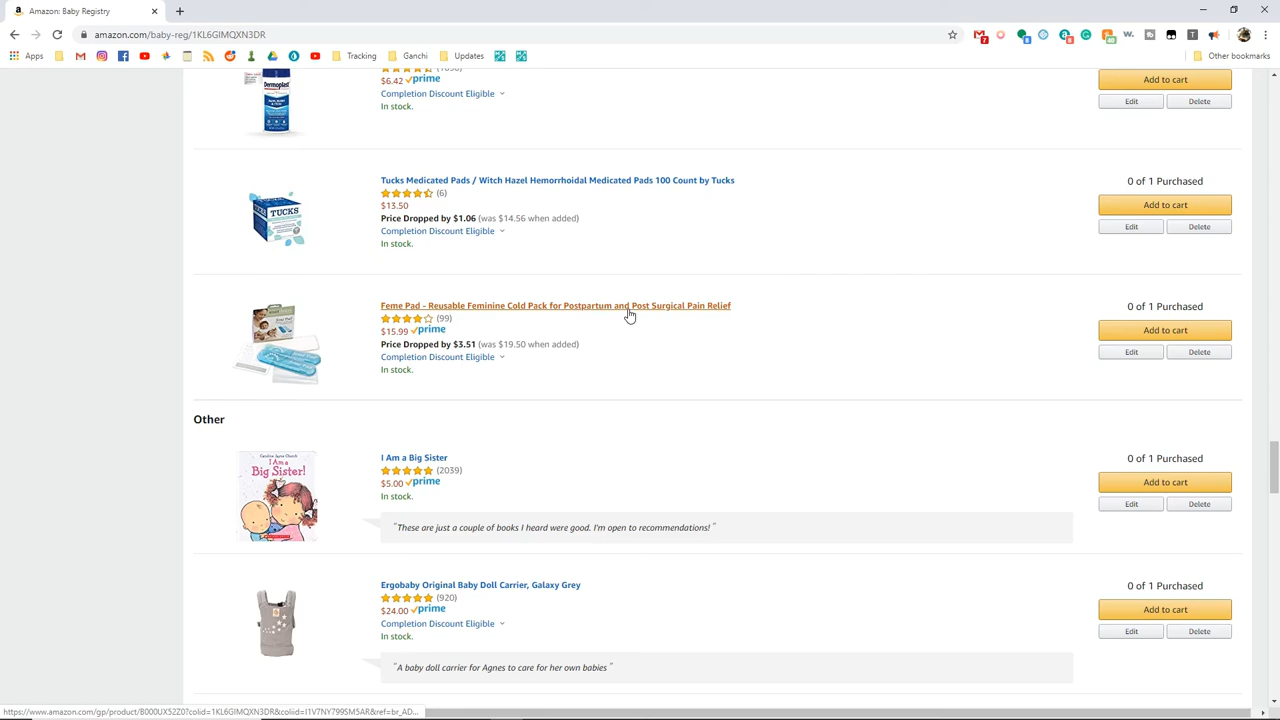 Amazon: Baby Registry
amazon.com/baby-reg/1KL6GIMQXN3DR
Apps
Tracking
Ganchi
Updates
Other bookmarks
$6.42 prime
Completion Discount Eligible
In stock.
Add to cart
Edit
Delete
Dermoplast
Tucks Medicated Pads / Witch Hazel Hemorrhoidal Medicated Pads 100 Count by Tucks
(6)
$13.50
Price Dropped by $1.06 (was $14.56 when added)
Completion Discount Eligible
In stock.
0 of 1 Purchased
Add to cart
Edit
Delete
TUCKS
Feme Pad - Reusable Feminine Cold Pack for Postpartum and Post Surgical Pain Relief
(99)
$15.99 prime
Price Dropped by $3.51 (was $19.50 when added)
Completion Discount Eligible
In stock.
0 of 1 Purchased
Add to cart
Edit
Delete
Other
I Am a Big Sister
(2039)
$5.00 prime
In stock.
"These are just a couple of books I heard were good. I'm open to recommendations! "
0 of 1 Purchased
Add to cart
Edit
Delete
I Am a
Big Sister!
Ergobaby Original Baby Doll Carrier, Galaxy Grey
(920)
$24.00 prime
Completion Discount Eligible
In stock.
"A baby doll carrier for Agnes to care for her own babies "
0 of 1 Purchased
Add to cart
Edit
Delete
https://www.amazon.com/gp/product/B000UX52Z0?colid=1KL6GIMQXN3DR&coliid=I1V7NY799SM5AR&ref=br_AD...